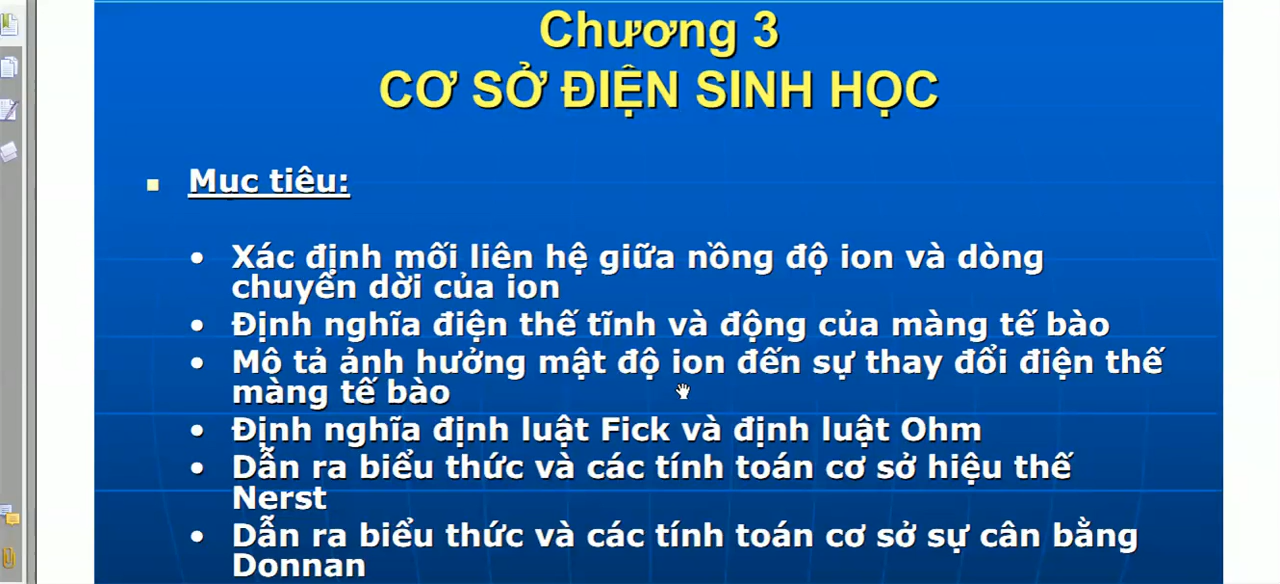 Chương 3
CƠ SỞ ĐIỆN SINH HỌC
Mục tiêu:
Xác định mối liên hệ giữa nồng độ ion và dòng
chuyển dời của ion
Định nghĩa điện thế tĩnh và động của màng tế bào
Mô tả ảnh hưởng mật độ ion đến sự thay đổi điện thế
màng tế bào
Định nghĩa định luật Fick và định luật Ohm
Dẫn ra biểu thức và các tính toán cơ sở hiệu thế
Nerst
Dẫn ra biểu thức và các tính toán cơ sở sự cân bằng
Donnan